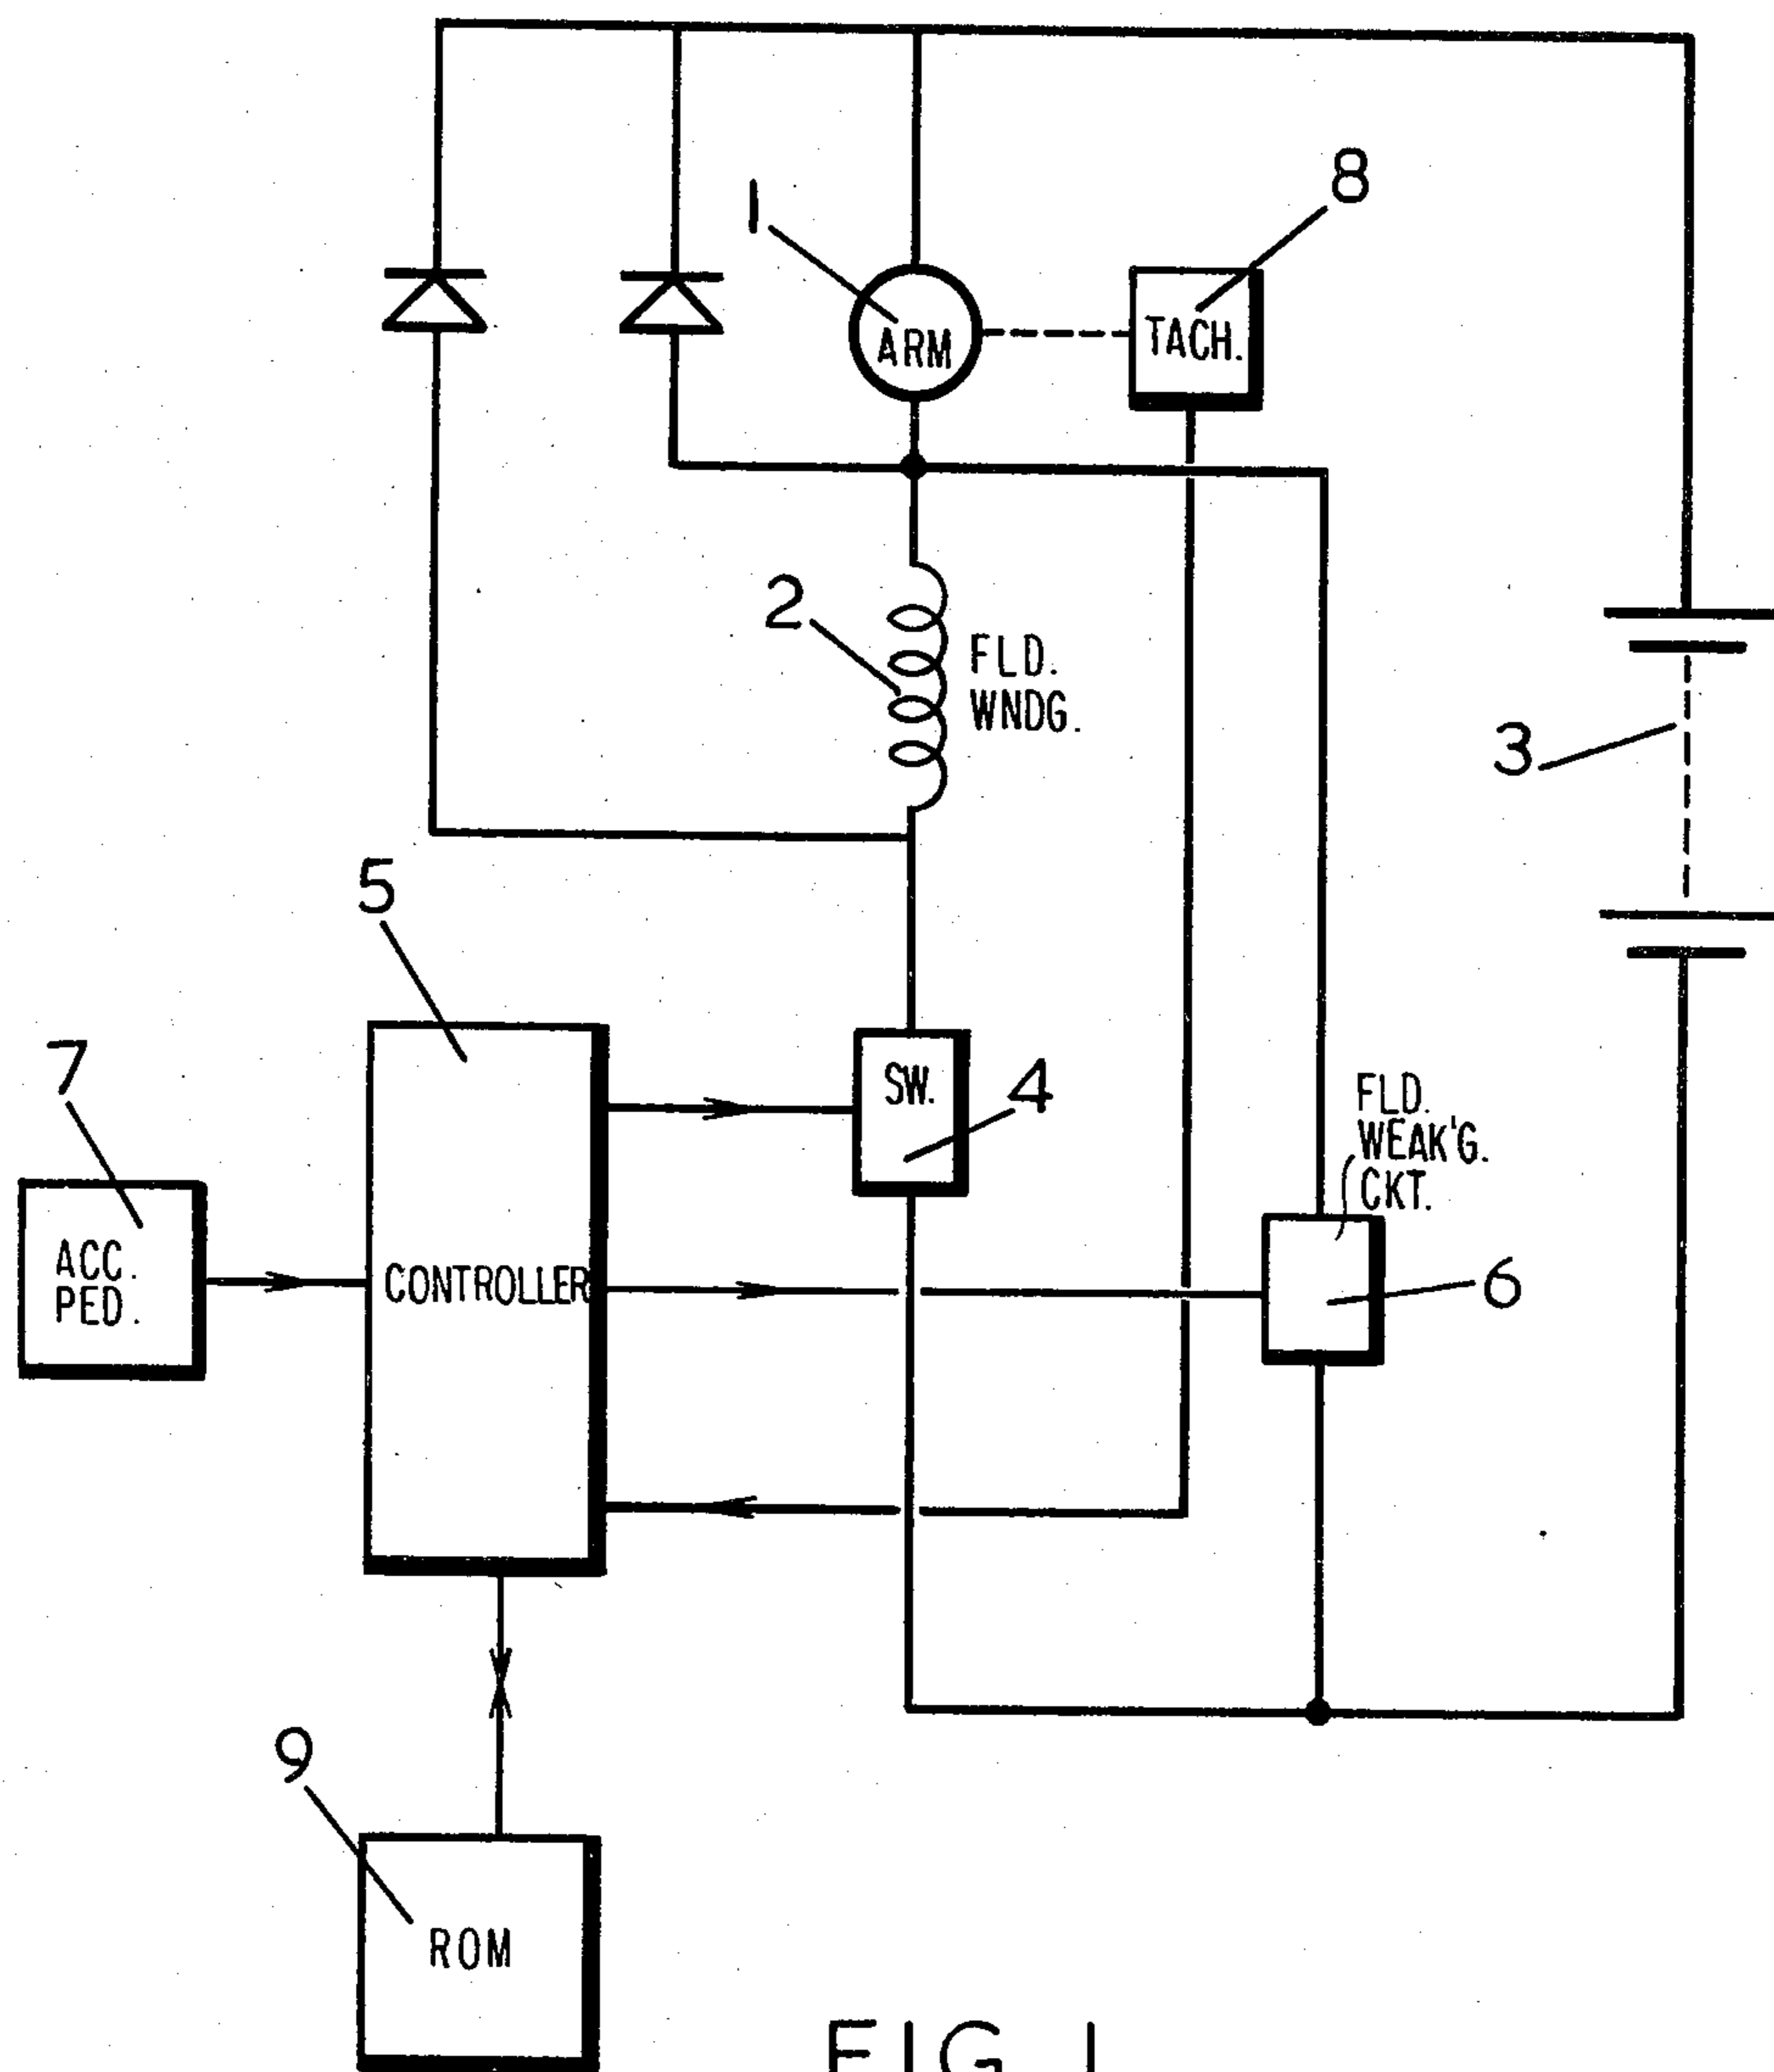 1
8
ARM
TACH.
2
FLD.
WNDG.
3
5
7
SW.
4
FLD.
WEAK'G.
CKT.
ACC.
PED.
CONTROLLER
6
9
ROM
FIG. 1